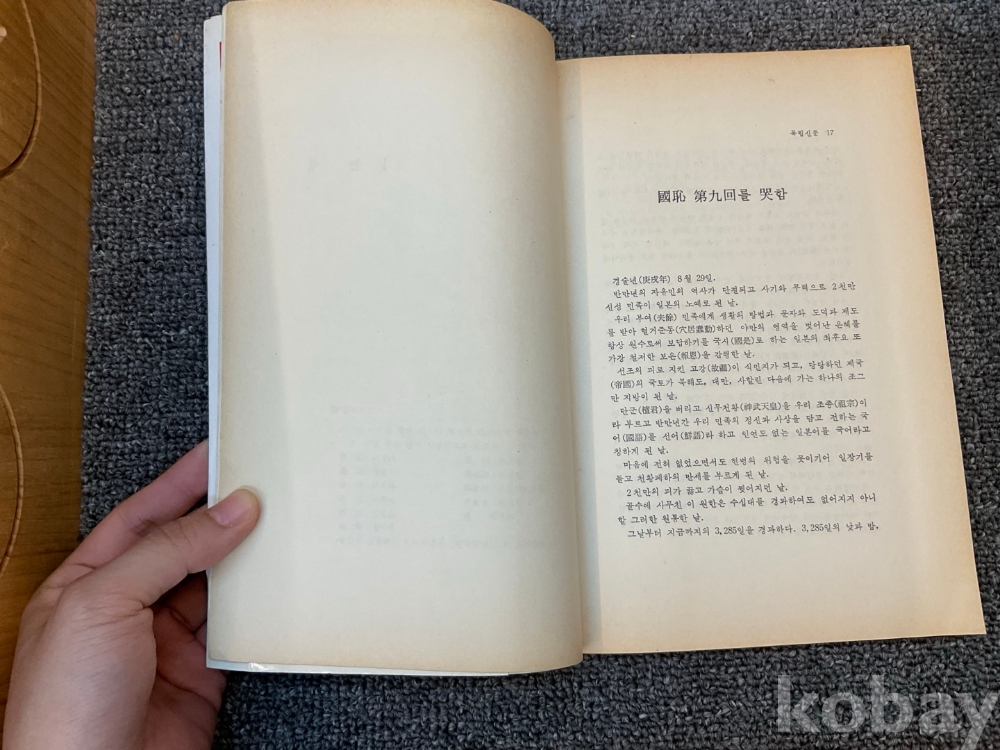 독립신문 17
國恥 第九回를 哭함
경술년(庚戌年) 8월 29일.
반만년의 자유민의 역사가 단절되고 사기와 무력으로 2천만
신성 민족이 일본의 노예로 된 날.
우리 부여(夫餘) 민족에게 생활의 방법과 문자와 도덕과 제도
를 받아 혈거준동(穴居蠢動)하던 야만의 영역을 벗어난 은혜를
항상 원수로써 보답하기를 국시(國是)로 하는 일본의 최후요 또
가장 철저한 보은(報恩)을 감행한 날.
선조의 피로 지킨 고강(故疆)이 식민지가 되고, 당당하던 제국
(帝國)의 국토가 북해도, 대만, 사할린 다음에 가는 하나의 조그
만 지방이 된 날.
단군(檀君)을 버리고 신무천황(神武天皇)을 우리 조종(祖宗)이
라 부르고 반만년간 우리 민족의 정신과 사상을 담고 전하는 국
어(國語)를 선어(鮮語)라 하고 인연도 없는 일본어를 국어라고
칭하게 된 날.
마음에 전혀 없었으면서도 헌병의 위협을 못이기어 일장기를
들고 천황폐하의 만세를 부르게 된 날.
2천만의 피가 끓고 가슴이 찢어지던 날.
골수에 사무친 이 원한은 수십대를 경과하여도 없어지지 아니
할 그러한 원통한 날.
그날부터 지금까지의 3,285일을 경과하다. 3,285일의 낮과 밤,
kobay